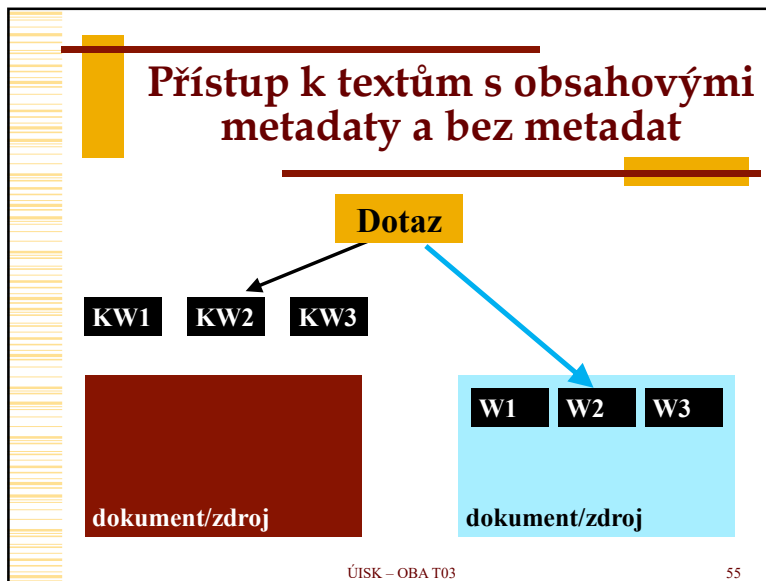 Přístup k textům s obsahovými
metadaty a bez metadat
Dotaz
KW1 KW2 KW3
W1 W2 W3
dokument/zdroj dokument/zdroj
ÚISK – OBA T03 55